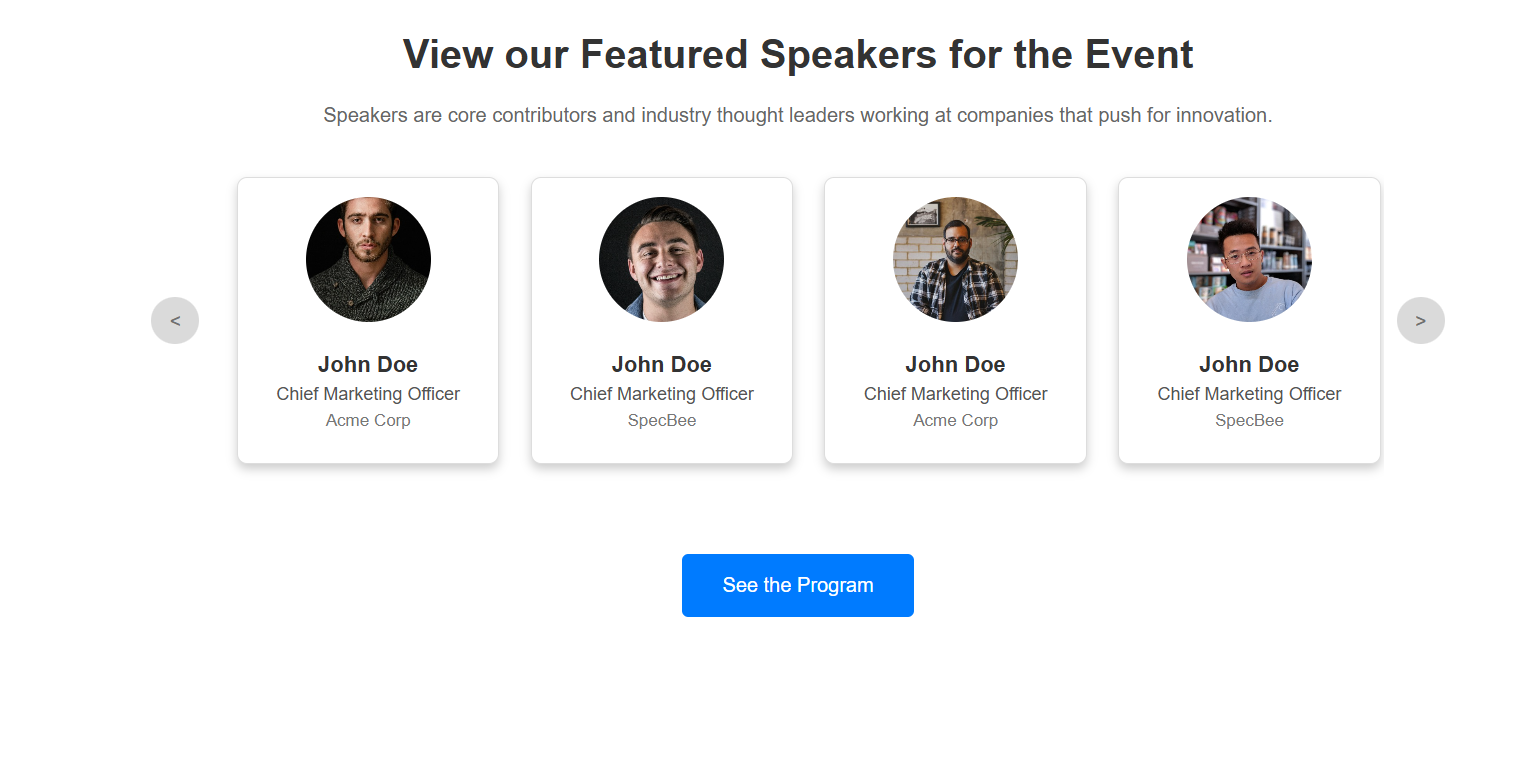 View our Featured Speakers for the Event
Speakers are core contributors and industry thought leaders working at companies that push for innovation.
<
John Doe
Chief Marketing Officer
Acme Corp
John Doe
Chief Marketing Officer
SpecBee
John Doe
Chief Marketing Officer
Acme Corp
John Doe
Chief Marketing Officer
SpecBee
>
See the Program